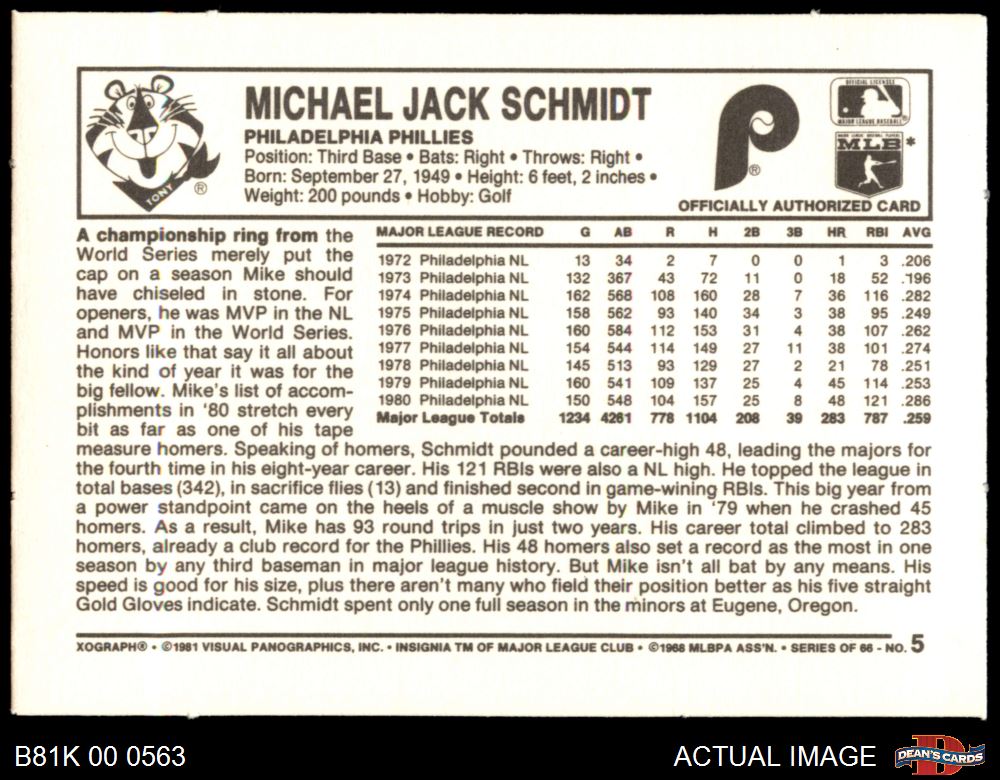 MICHAEL JACK SCHMIDT
PHILADELPHIA PHILLIES
Position: Third Base • Bats: Right • Throws: Right •
Born: September 27, 1949 • Height: 6 feet, 2 inches •
Weight: 200 pounds • Hobby: Golf
TONY ®
P ®
OFFICIAL LICENSEE
MAJOR LEAGUE BASEBALL®
MLB*
OFFICIALLY AUTHORIZED CARD
A championship ring from the
World Series merely put the
cap on a season Mike should
have chiseled in stone. For
openers, he was MVP in the NL
and MVP in the World Series.
Honors like that say it all about
the kind of year it was for the
big fellow. Mike's list of accom-
plishments in '80 stretch every
bit as far as one of his tape
MAJOR LEAGUE RECORD G AB R H 2B 3B HR RBI AVG
1972 Philadelphia NL 13 34 2 7 0 0 1 3 .206
1973 Philadelphia NL 132 367 43 72 11 0 18 52 .196
1974 Philadelphia NL 162 568 108 160 28 7 36 116 .282
1975 Philadelphia NL 158 562 93 140 34 3 38 95 .249
1976 Philadelphia NL 160 584 112 153 31 4 38 107 .262
1977 Philadelphia NL 154 544 114 149 27 11 38 101 .274
1978 Philadelphia NL 145 513 93 129 27 2 21 78 .251
1979 Philadelphia NL 160 541 109 137 25 4 45 114 .253
1980 Philadelphia NL 150 548 104 157 25 8 48 121 .286
Major League Totals 1234 4261 778 1104 208 39 283 787 .259
measure homers. Speaking of homers, Schmidt pounded a career-high 48, leading the majors for
the fourth time in his eight-year career. His 121 RBIs were also a NL high. He topped the league in
total bases (342), in sacrifice flies (13) and finished second in game-wining RBIs. This big year from
a power standpoint came on the heels of a muscle show by Mike in '79 when he crashed 45
homers. As a result, Mike has 93 round trips in just two years. His career total climbed to 283
homers, already a club record for the Phillies. His 48 homers also set a record as the most in one
season by any third baseman in major league history. But Mike isn't all bat by any means. His
speed is good for his size, plus there aren't many who field their position better as his five straight
Gold Gloves indicate. Schmidt spent only one full season in the minors at Eugene, Oregon.
XOGRAPH® • ©1981 VISUAL PANOGRAPHICS, INC. • INSIGNIA TM OF MAJOR LEAGUE CLUB • ©1968 MLBPA ASS'N. • SERIES OF 66 - NO. 5
B81K 00 0563
ACTUAL IMAGE
DEAN'S CARDS